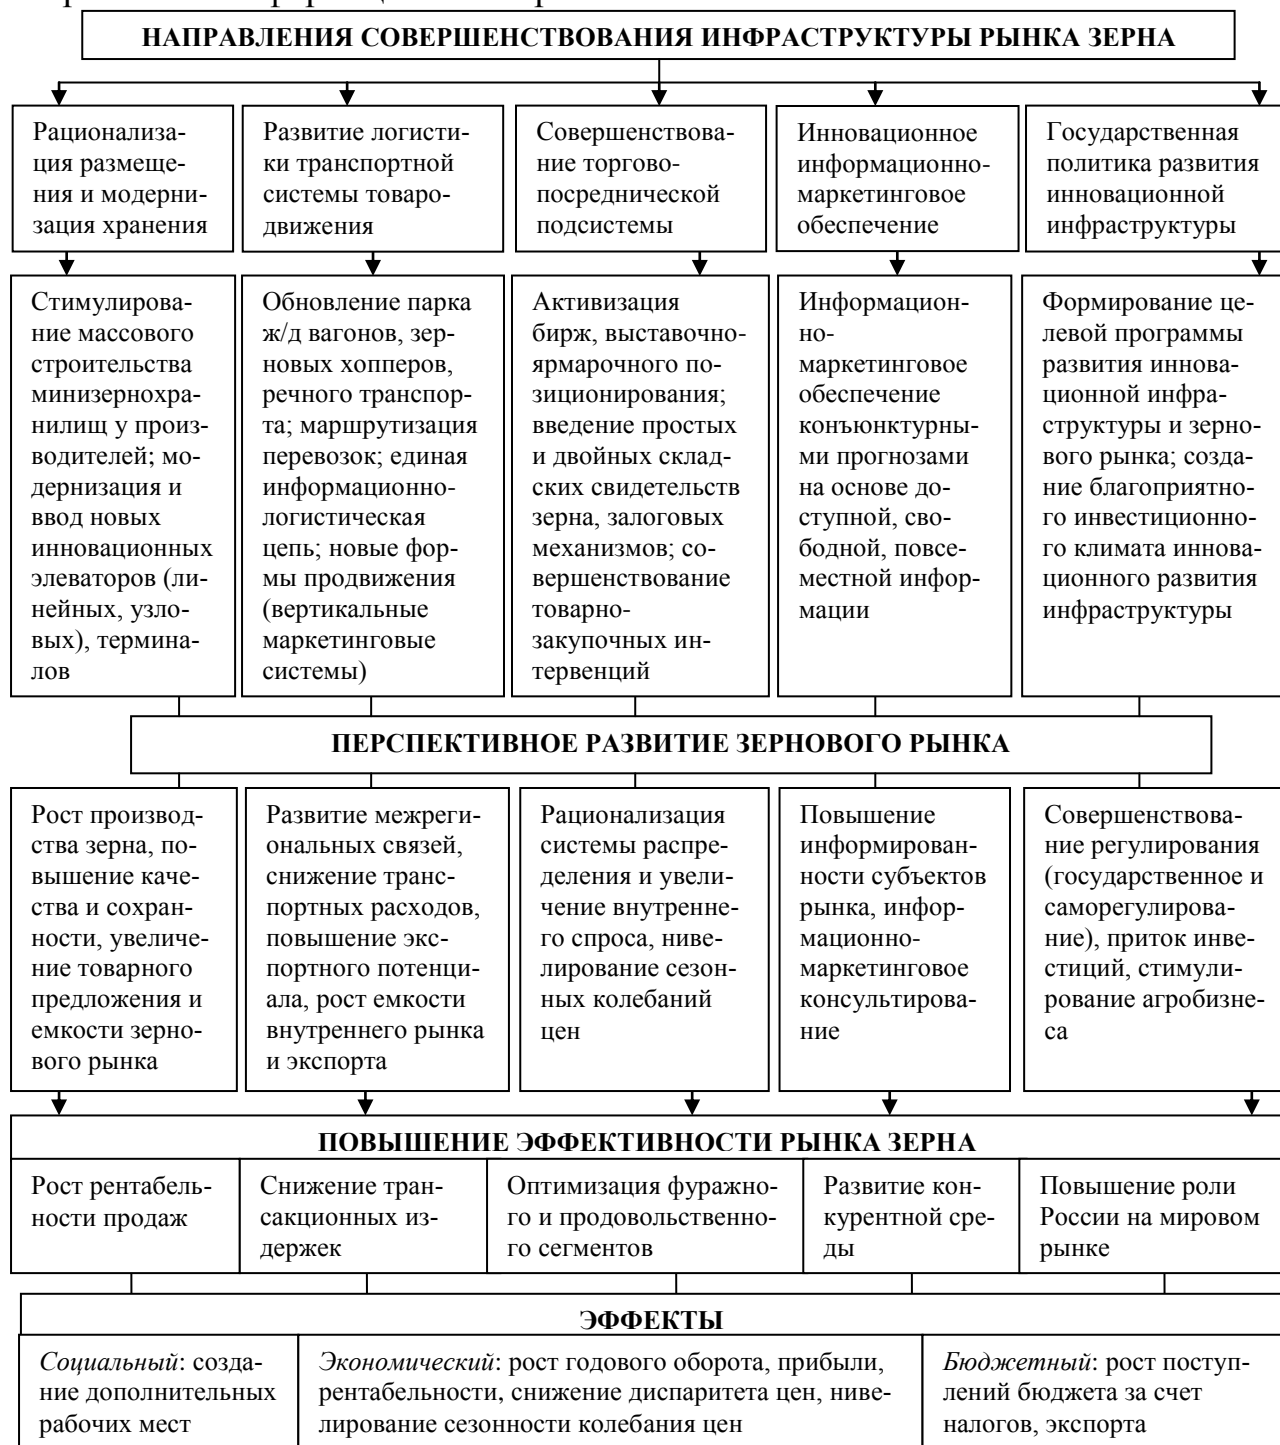 НАПРАВЛЕНИЯ СОВЕРШЕНСТВОВАНИЯ ИНФРАСТРУКТУРЫ РЫНКА ЗЕРНА
Рационализа-
ция размеще-
ния и модерни-
зация хранения
Развитие логисти-
ки транспортной
системы товаро-
движения
Совершенствова-
ние торгово-
посреднической
подсистемы
Инновационное
информационно-
маркетинговое
обеспечение
Государственная
политика развития
инновационной
инфраструктуры
Стимулирова-
ние массового
строительства
минизернохра-
нилищ у произ-
водителей; мо-
дернизация и
ввод новых
инновационных
элеваторов (ли-
нейных, узло-
вых), термина-
лов
Обновление парка
ж/д вагонов, зер-
новых хопперов,
речного транспор-
та; маршрутизация
перевозок; единая
информационно-
логистическая
цепь; новые фор-
мы продвижения
(вертикальные
маркетинговые
системы)
Активизация
бирж, выставочно-
ярмарочного по-
зиционирования;
введение простых
и двойных склад-
ских свидетельств
зерна, залоговых
механизмов; со-
вершенствование
товарно-
закупочных ин-
тервенций
Информацион-
но-
маркетинговое
обеспечение
конъюнктурны-
ми прогнозами
на основе до-
ступной, сво-
бодной, повсе-
местной инфор-
мации
Формирование це-
левой программы
развития иннова-
ционной инфра-
структуры и зерно-
вого рынка; созда-
ние благоприятно-
го инвестиционно-
го климата иннова-
ционного развития
инфраструктуры
ПЕРСПЕКТИВНОЕ РАЗВИТИЕ ЗЕРНОВОГО РЫНКА
Рост производ-
ства зерна, по-
вышение каче-
ства и сохран-
ности, увеличе-
ние товарного
предложения и
емкости зерно-
вого рынка
Развитие межреги-
ональных связей,
снижение транс-
портных расходов,
повышение экс-
портного потенци-
ала, рост емкости
внутреннего рынка
и экспорта
Рационализация
системы распре-
деления и увели-
чение внутренне-
го спроса, ниве-
лирование сезон-
ных колебаний
цен
Повышение
информирован-
ности субъектов
рынка, инфор-
мационно-
маркетинговое
консультирова-
ние
Совершенствова-
ние регулирования
(государственное и
саморегулирова-
ние), приток инве-
стиций, стимули-
рование агробизне-
са
ПОВЫШЕНИЕ ЭФФЕКТИВНОСТИ РЫНКА ЗЕРНА
Рост рентабель-
ности продаж
Снижение тран-
сакционных из-
держек
Оптимизация фуражно-
го и продовольственно-
го сегментов
Развитие кон-
курентной сре-
ды
Повышение роли
России на мировом
рынке
ЭФФЕКТЫ
Социальный: созда-
ние дополнительных
рабочих мест
Экономический: рост годового оборота, прибыли,
рентабельности, снижение диспаритета цен, ниве-
лирование сезонности колебания цен
Бюджетный: рост поступ-
лений бюджета за счет
налогов, экспорта